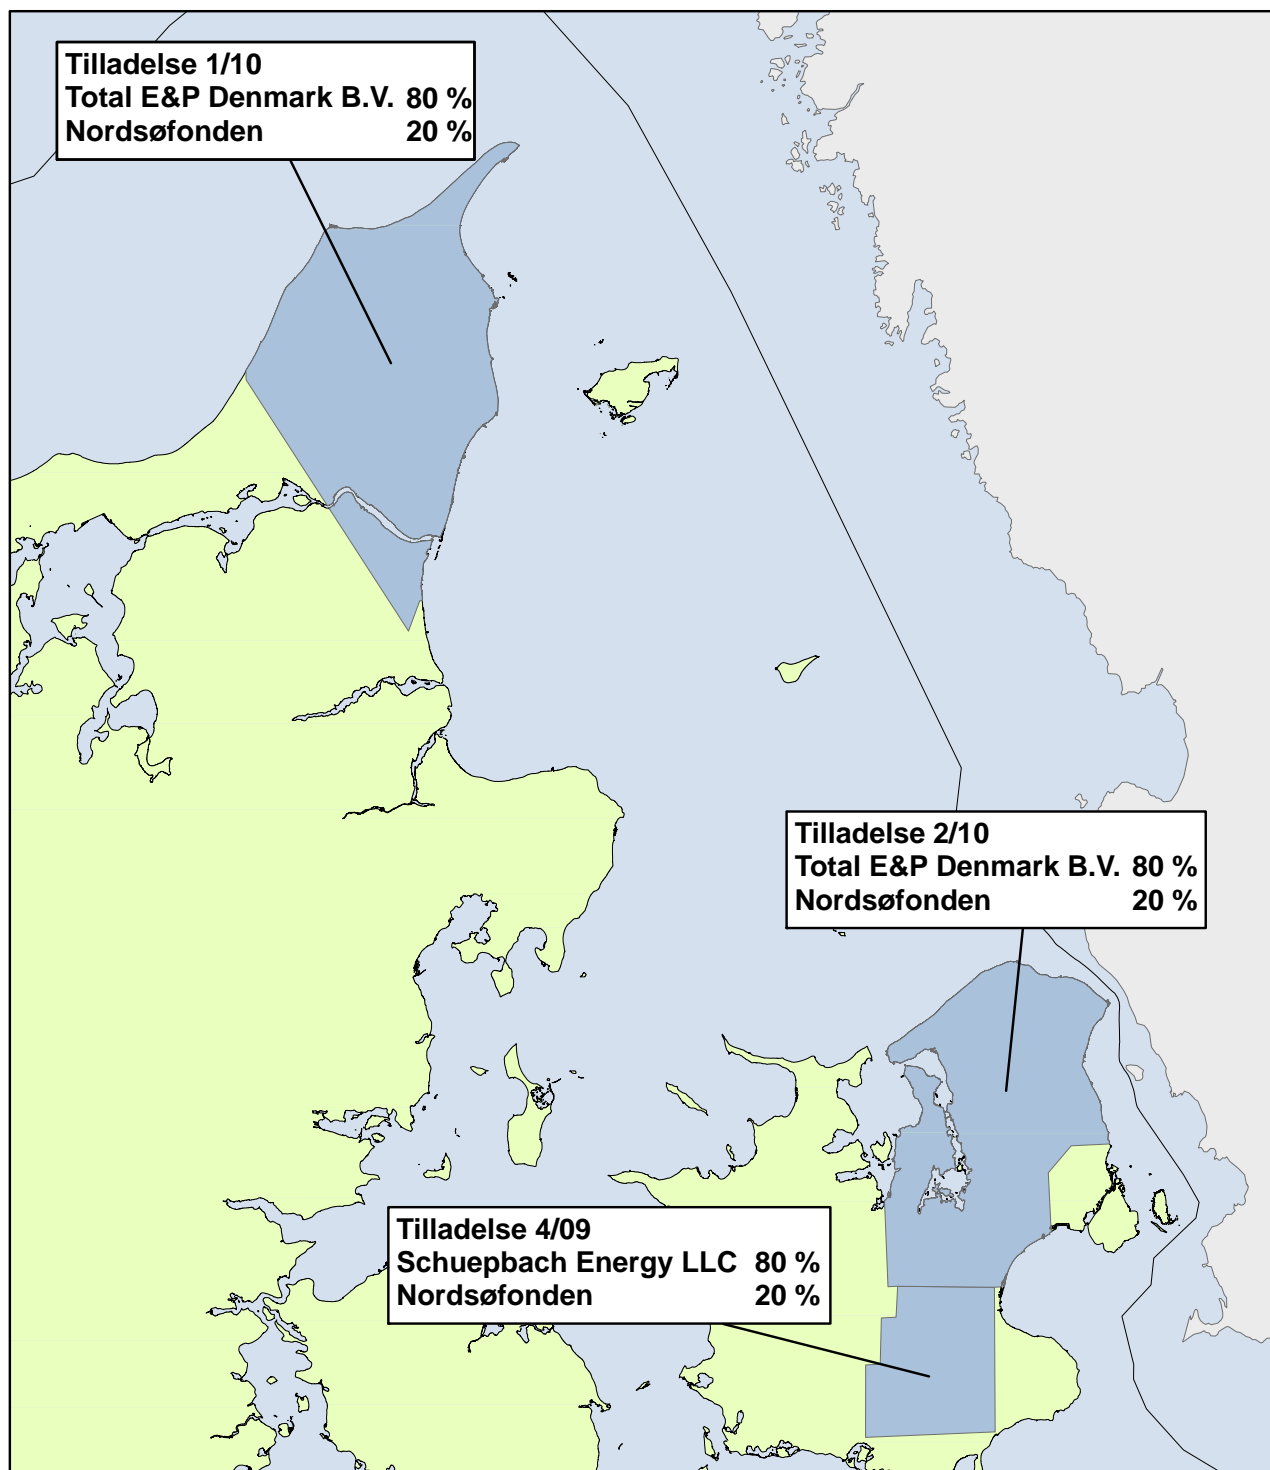 Tilladelse 1/10
Total E&P Denmark B.V. 80 %
Nordsøfonden 20 %
Tilladelse 2/10
Total E&P Denmark B.V. 80 %
Nordsøfonden 20 %
Tilladelse 4/09
Schuepbach Energy LLC 80 %
Nordsøfonden 20 %